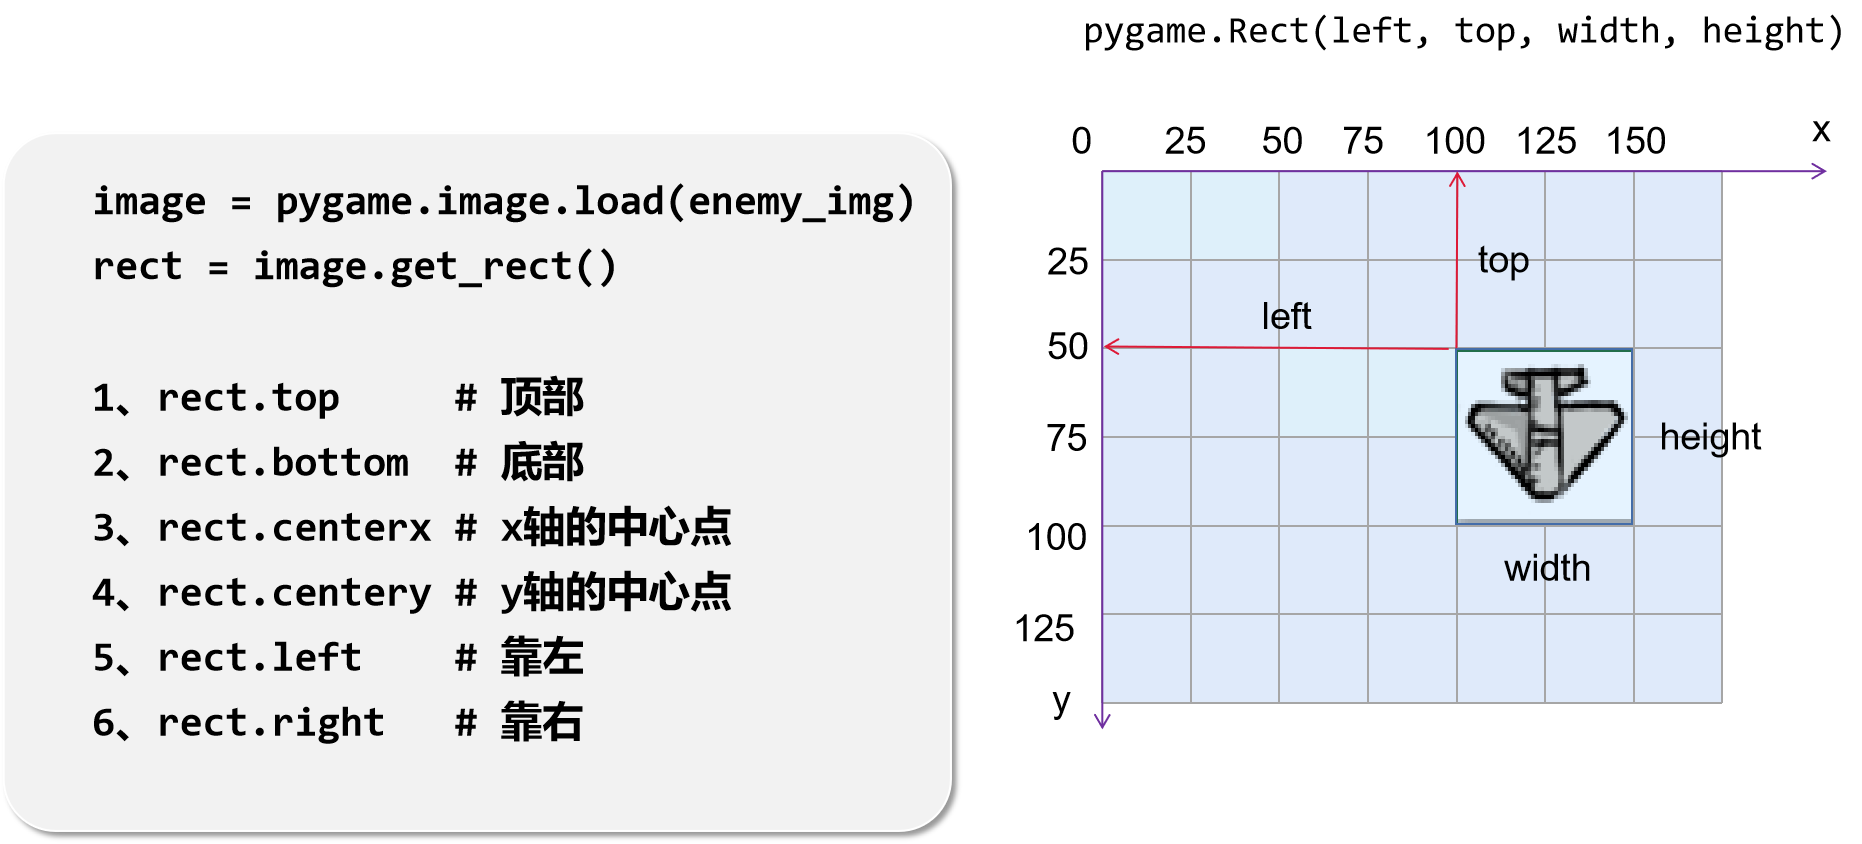 pygame.Rect(left, top, width, height)
image = pygame.image.load(enemy_img)
rect = image.get_rect()
1、rect.top # 顶部
2、rect.bottom # 底部
3、rect.centerx # x轴的中心点
4、rect.centery # y轴的中心点
5、rect.left # 靠左
6、rect.right # 靠右
0 25 50 75 100 125 150 x
25
top
left
50
75
height
100
width
125
y